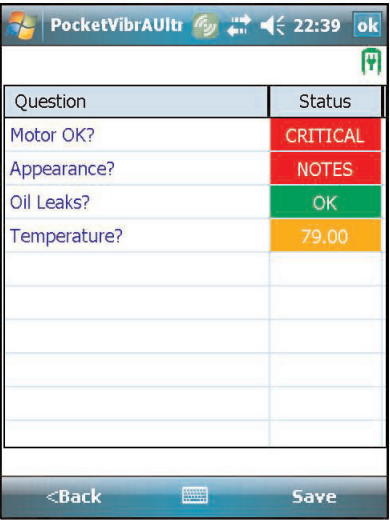 PocketVibrAUltr 22:39 ok
Question Status
Motor OK? CRITICAL
Appearance? NOTES
Oil Leaks? OK
Temperature? 79.00
<Back Save